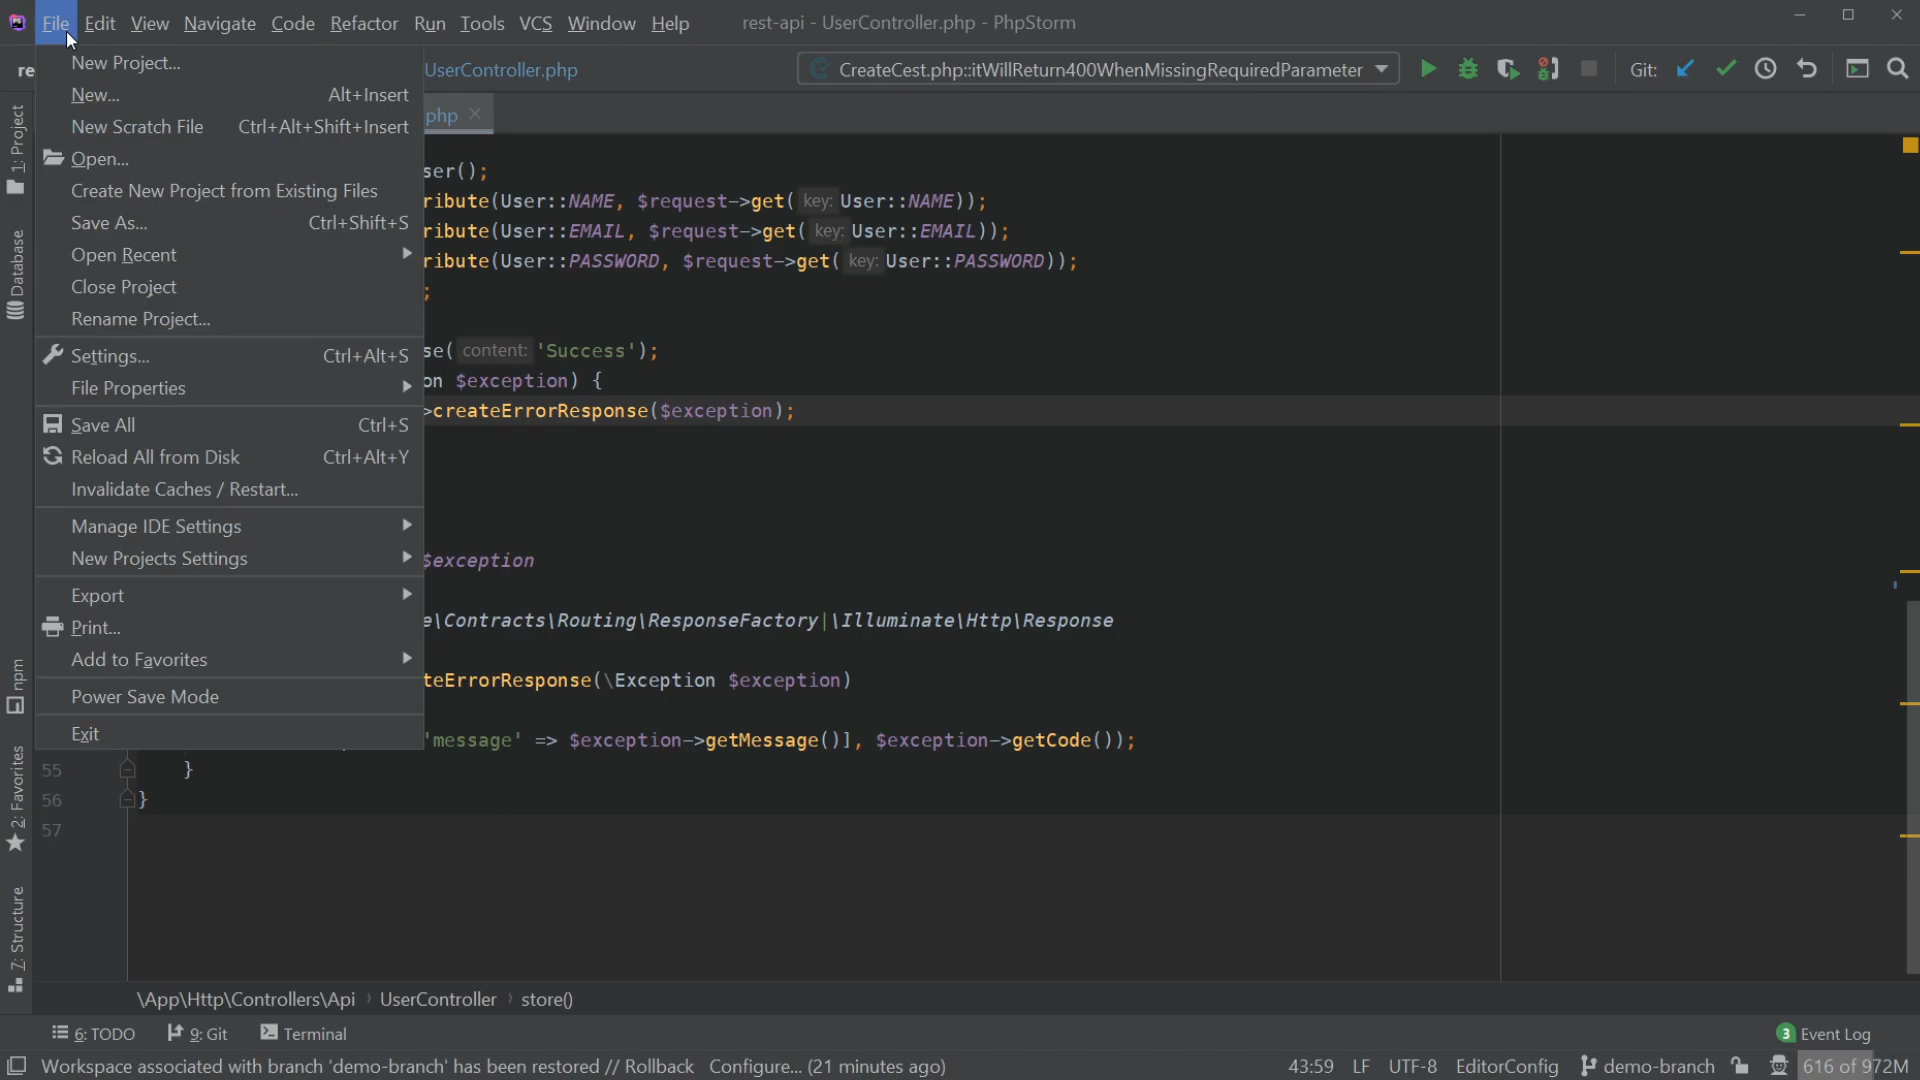 File Edit View Navigate Code Refactor Run Tools VCS Window Help rest-api - UserController.php - PhpStorm
re UserController.php CreateCest.php::itWillReturn400WhenMissingRequiredParameter Git:
php
New Project...
New... Alt+Insert
New Scratch File Ctrl+Alt+Shift+Insert
Open...
Create New Project from Existing Files
Save As... Ctrl+Shift+S
Open Recent
Close Project
Rename Project...
Settings... Ctrl+Alt+S
File Properties
Save All Ctrl+S
Reload All from Disk Ctrl+Alt+Y
Invalidate Caches / Restart...
Manage IDE Settings
New Projects Settings
Export
Print...
Add to Favorites
Power Save Mode
Exit
1: Project
Database
npm
2: Favorites
7: Structure
ser();
ribute(User::NAME, $request->get( key: User::NAME));
ribute(User::EMAIL, $request->get( key: User::EMAIL));
ribute(User::PASSWORD, $request->get( key: User::PASSWORD));
;
se( content: 'Success');
on $exception) {
>createErrorResponse($exception);
$exception
e\Contracts\Routing\ResponseFactory|\Illuminate\Http\Response
teErrorResponse(\Exception $exception)
'message' => $exception->getMessage()], $exception->getCode());
55 }
56 }
57
\App\Http\Controllers\Api › UserController › store()
6: TODO 9: Git Terminal 3 Event Log
Workspace associated with branch 'demo-branch' has been restored // Rollback Configure... (21 minutes ago) 43:59 LF UTF-8 EditorConfig demo-branch 616 of 972M